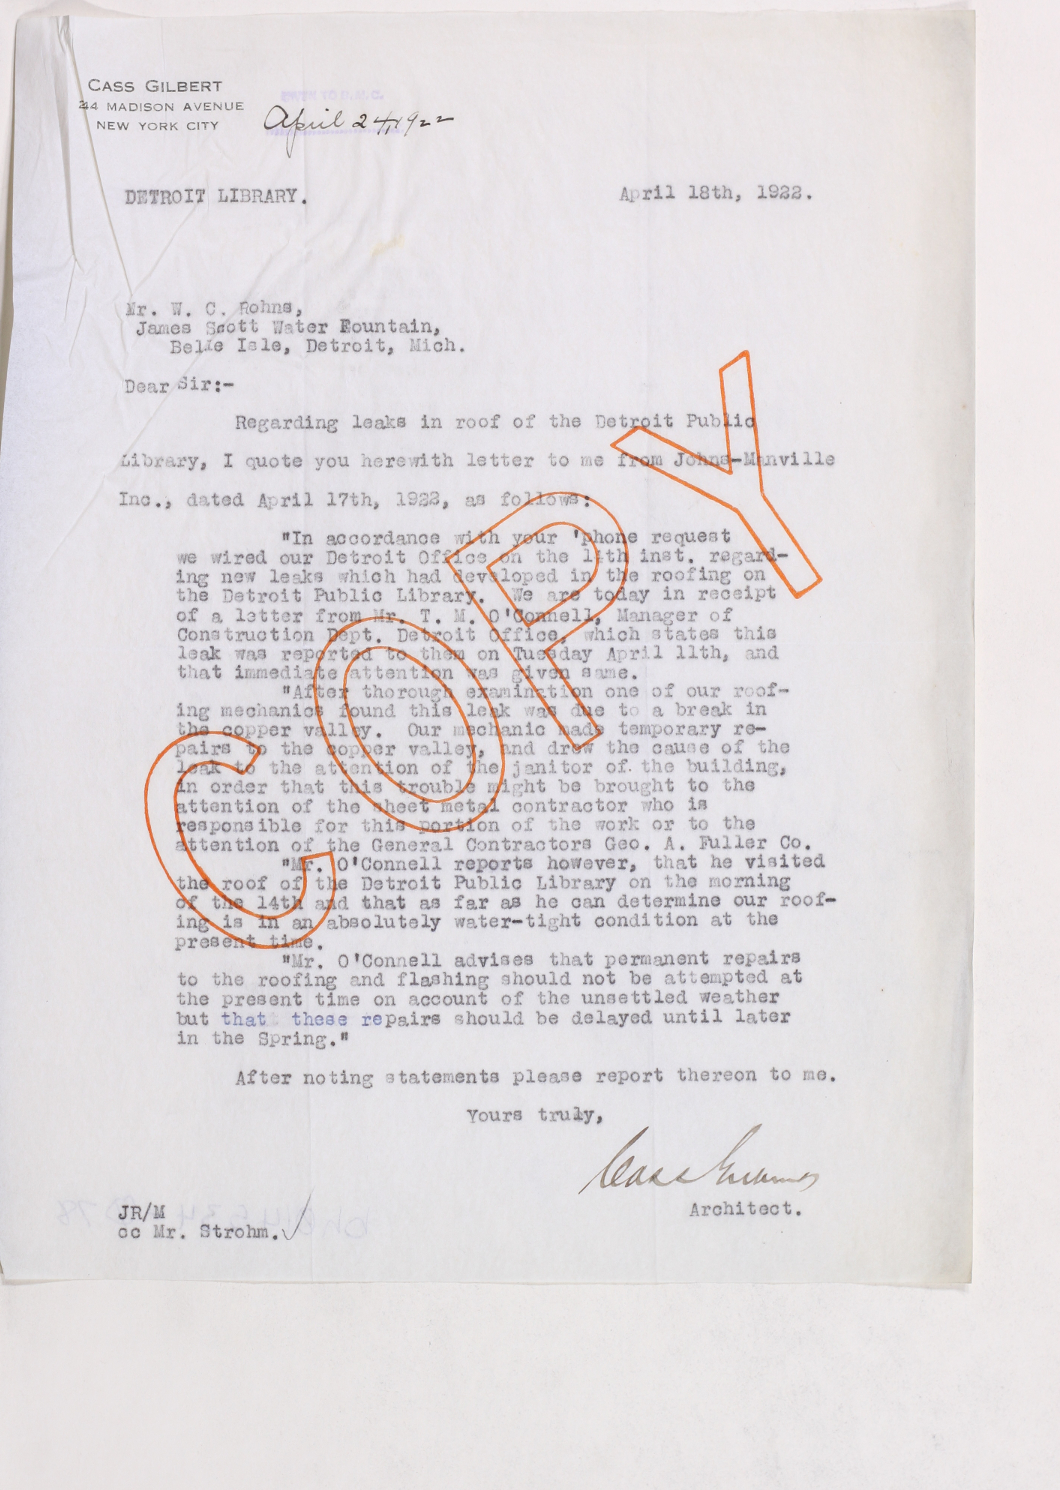 CASS GILBERT
244 MADISON AVENUE
NEW YORK CITY
April 24, 1922
DETROIT LIBRARY.
April 18th, 1922.
Mr. W. C. Rohns,
James Scott Water Fountain,
Belle Isle, Detroit, Mich.
Dear Sir:-
Regarding leaks in roof of the Detroit Public
Library, I quote you herewith letter to me from Johns-Manville
Inc., dated April 17th, 1922, as follows:
"In accordance with your 'phone request
we wired our Detroit Office on the 14th inst. regard-
ing new leaks which had developed in the roofing on
the Detroit Public Library. We are today in receipt
of a letter from Mr. T. M. O'Connell, Manager of
Construction Dept. Detroit Office, which states this
leak was reported to them on Tuesday April 11th, and
that immediate attention was given same.
"After thorough examination one of our roof-
ing mechanics found this leak was due to a break in
the copper valley. Our mechanic made temporary re-
pairs to the copper valley, and drew the cause of the
leak to the attention of the janitor of the building,
in order that this trouble might be brought to the
attention of the sheet metal contractor who is
responsible for this portion of the work or to the
attention of the General Contractors Geo. A. Fuller Co.
"Mr. O'Connell reports however, that he visited
the roof of the Detroit Public Library on the morning
of the 14th and that as far as he can determine our roof-
ing is in an absolutely water-tight condition at the
present time.
"Mr. O'Connell advises that permanent repairs
to the roofing and flashing should not be attempted at
the present time on account of the unsettled weather
but that these repairs should be delayed until later
in the Spring."
After noting statements please report thereon to me.
Yours truly,
Cass Gilbert
Architect.
JR/M
cc Mr. Strohm.
COPY